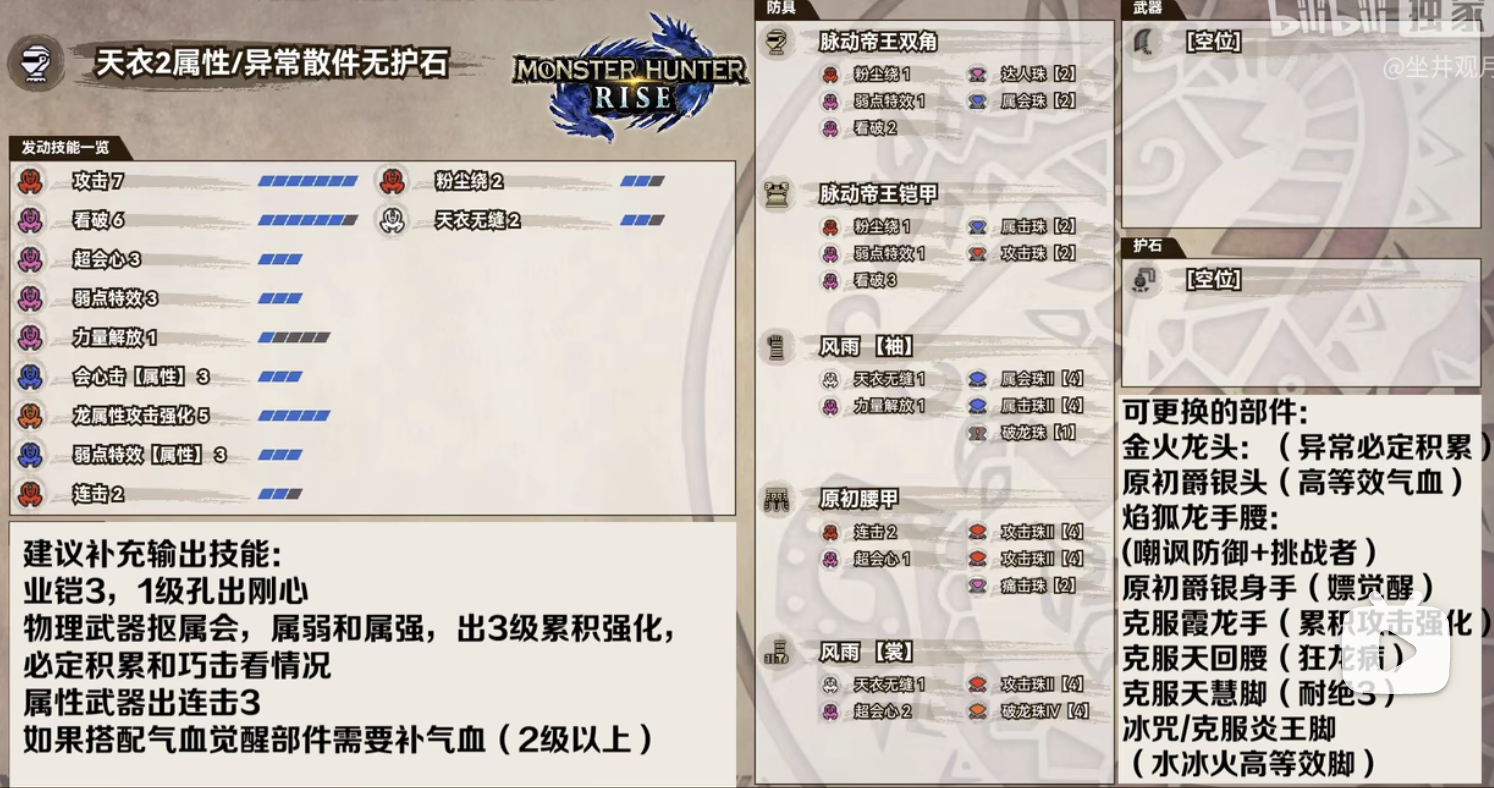 天衣2属性/异常散件无护石
MONSTER HUNTER
RISE
发动技能一览
攻击 7
看破 6
超会心 3
弱点特效 3
力量解放 1
会心击【属性】 3
龙属性攻击强化 5
弱点特效【属性】 3
连击 2
粉尘绕 2
天衣无缝 2
建议补充输出技能：
业铠3，1级孔出刚心
物理武器抠属会，属弱和属强，出3级累积强化，
必定积累和巧击看情况
属性武器出连击3
如果搭配气血觉醒部件需要补气血（2级以上）
防具
脉动帝王双角
粉尘绕 1 达人珠【2】
弱点特效 1 属会珠【2】
看破 2
脉动帝王铠甲
粉尘绕 1 属击珠【2】
弱点特效 1 攻击珠【2】
看破 3
风雨【袖】
天衣无缝 1 属会珠II【4】
力量解放 1 属击珠II【4】
破龙珠【1】
原初腰甲
连击 2 攻击珠II【4】
超会心 1 攻击珠II【4】
痛击珠【2】
风雨【裳】
天衣无缝 1 攻击珠II【4】
超会心 2 破龙珠IV【4】
武器
[空位]
bilibili 独家
@坐井观月
护石
[空位]
可更换的部件：
金火龙头：（异常必定积累）
原初爵银头（高等效气血）
焰狐龙手腰：
(嘲讽防御+挑战者）
原初爵银身手（嫖觉醒）
克服霞龙手（累积攻击强化）
克服天回腰（狂龙病）
克服天慧脚（耐绝3）
冰咒/克服炎王脚
（水冰火高等效脚）